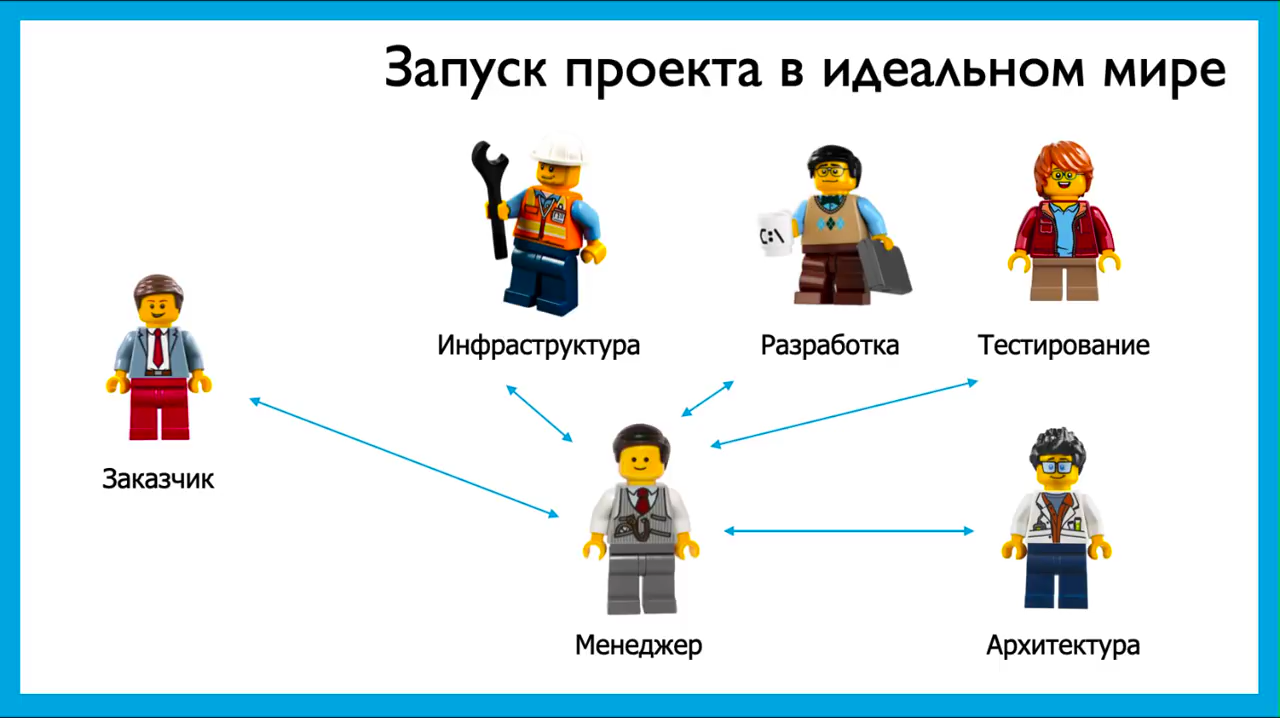 Запуск проекта в идеальном мире
C:\
Инфраструктура
Разработка
Тестирование
Заказчик
Менеджер
Архитектура